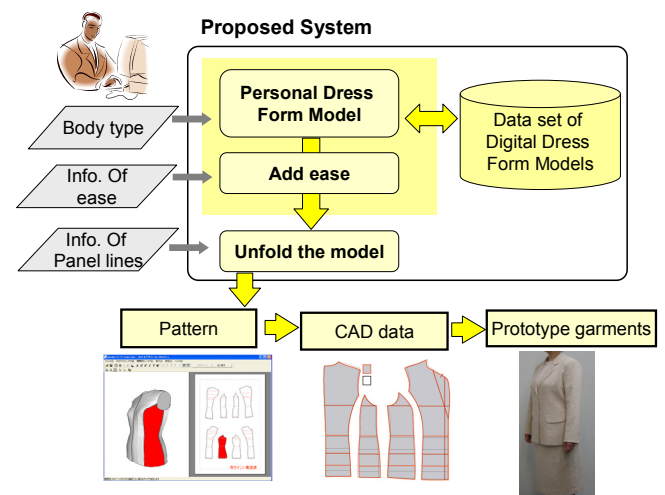 Proposed System
Personal Dress
Form Model
Data set of
Digital Dress
Form Models
Body type
Add ease
Info. Of
ease
Info. Of
Panel lines
Unfold the model
Pattern
CAD data
Prototype garments